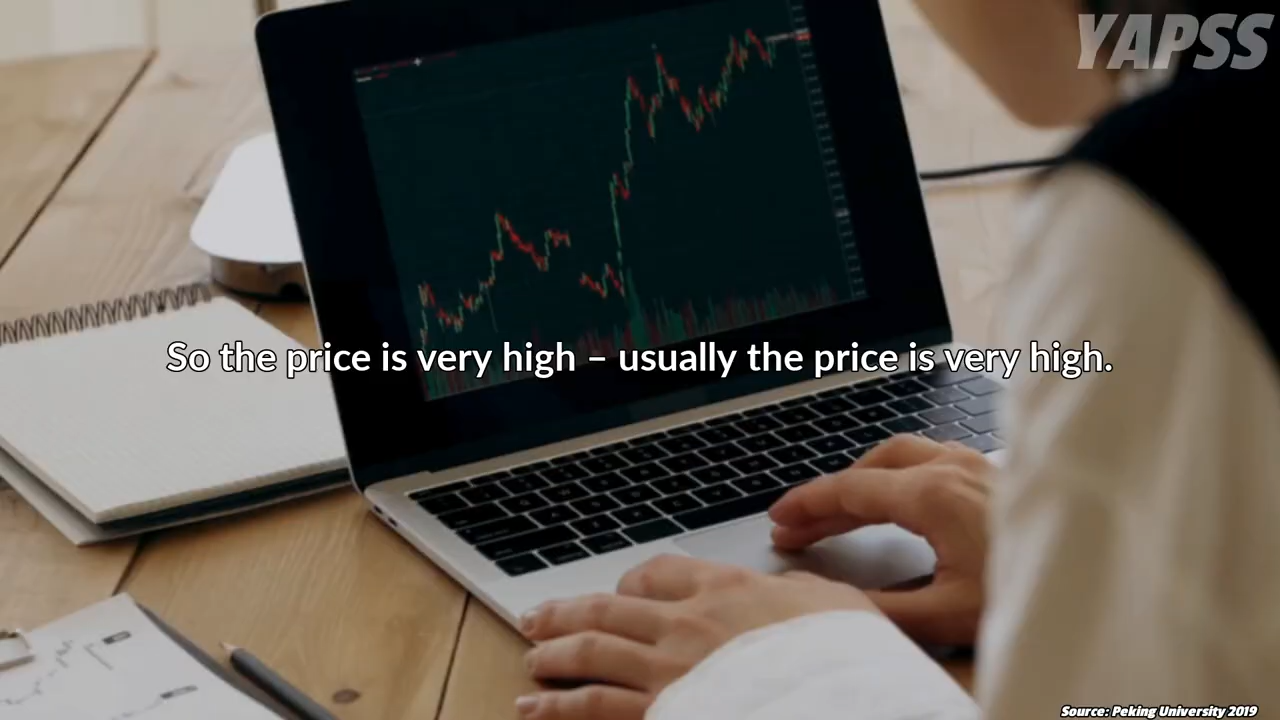 YAPSS
So the price is very high – usually the price is very high.
Source: Peking University 2019